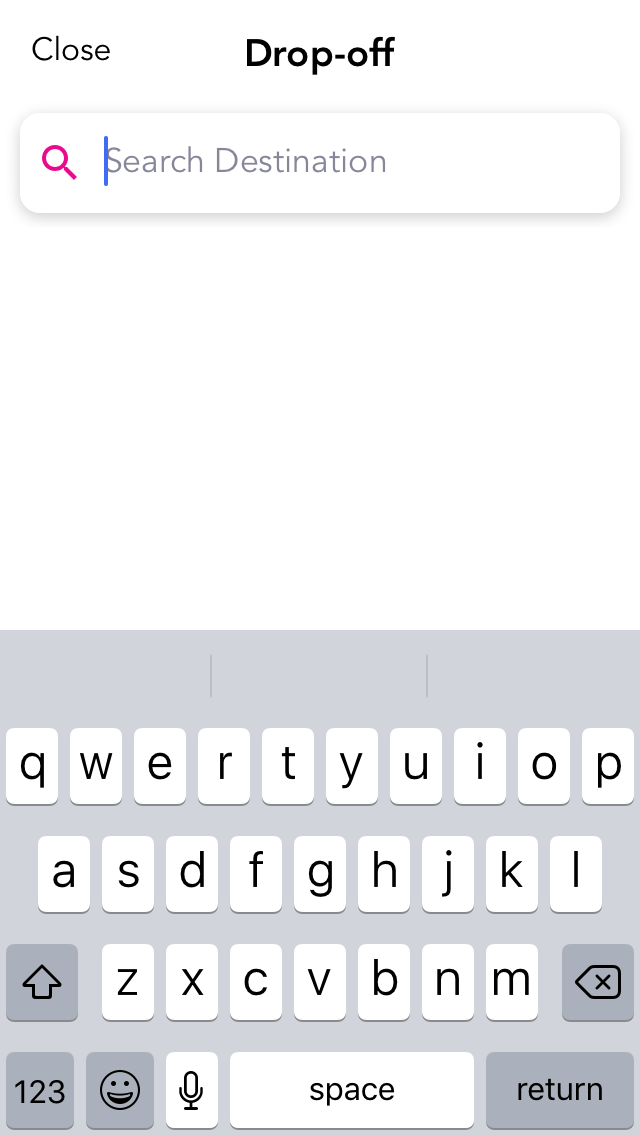 Close Drop-off
Search Destination
q w e r t y u i o p
a s d f g h j k l
z x c v b n m
123 space return